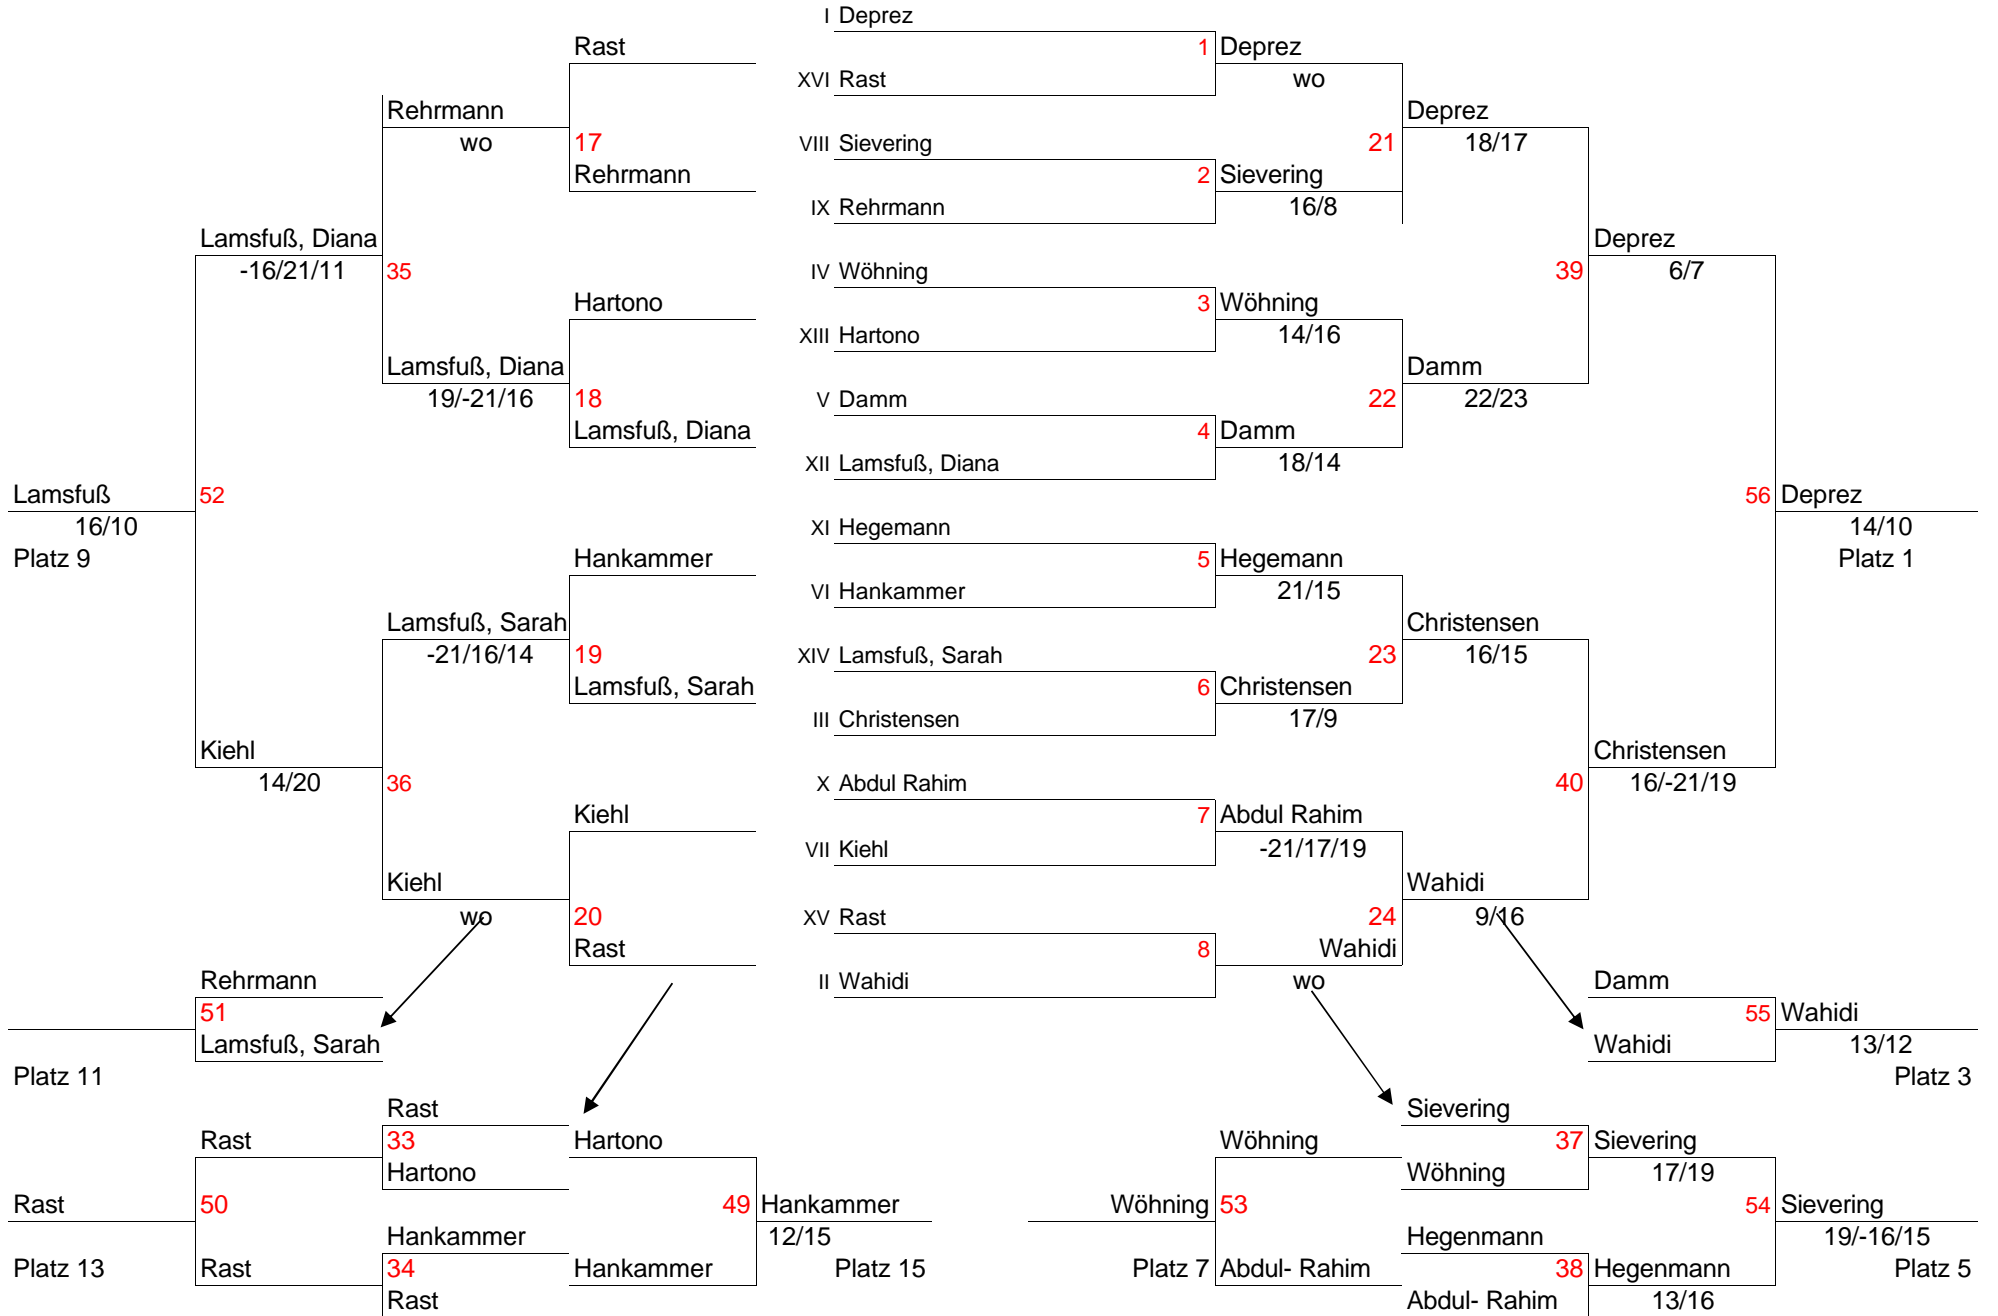 I Deprez
Rast 1 Deprez
XVI Rast wo
Rehrmann Deprez
wo 17 VIII Sievering 21 18/17
Rehrmann 2 Sievering
IX Rehrmann 16/8
Lamsfuß, Diana Deprez
-16/21/11 35 IV Wöhning 39 6/7
Hartono 3 Wöhning
XIII Hartono 14/16
Lamsfuß, Diana Damm
19/-21/16 18 V Damm 22 22/23
Lamsfuß, Diana 4 Damm
XII Lamsfuß, Diana 18/14
Lamsfuß 52 56 Deprez
16/10 XI Hegemann 14/10
Platz 9 Hankammer 5 Hegemann Platz 1
VI Hankammer 21/15
Lamsfuß, Sarah Christensen
-21/16/14 19 XIV Lamsfuß, Sarah 23 16/15
Lamsfuß, Sarah 6 Christensen
III Christensen 17/9
Kiehl Christensen
14/20 36 X Abdul Rahim 40 16/-21/19
Kiehl 7 Abdul Rahim
VII Kiehl -21/17/19
Kiehl Wahidi
wo 20 XV Rast 24 9/16
Rast 8 Wahidi
Rehrmann II Wahidi wo Damm
51 55 Wahidi
Lamsfuß, Sarah Wahidi 13/12
Platz 11 Platz 3
Rast Sievering
Rast 33 Hartono Wöhning 37 Sievering
Hartono Wöhning 17/19
Rast 50 49 Hankammer Wöhning 53 54 Sievering
Hankammer 12/15 Hegenmann 19/-16/15
Platz 13 Rast 34 Hankammer Platz 15 Platz 7 Abdul- Rahim 38 Hegenmann Platz 5
Rast Abdul- Rahim 13/16